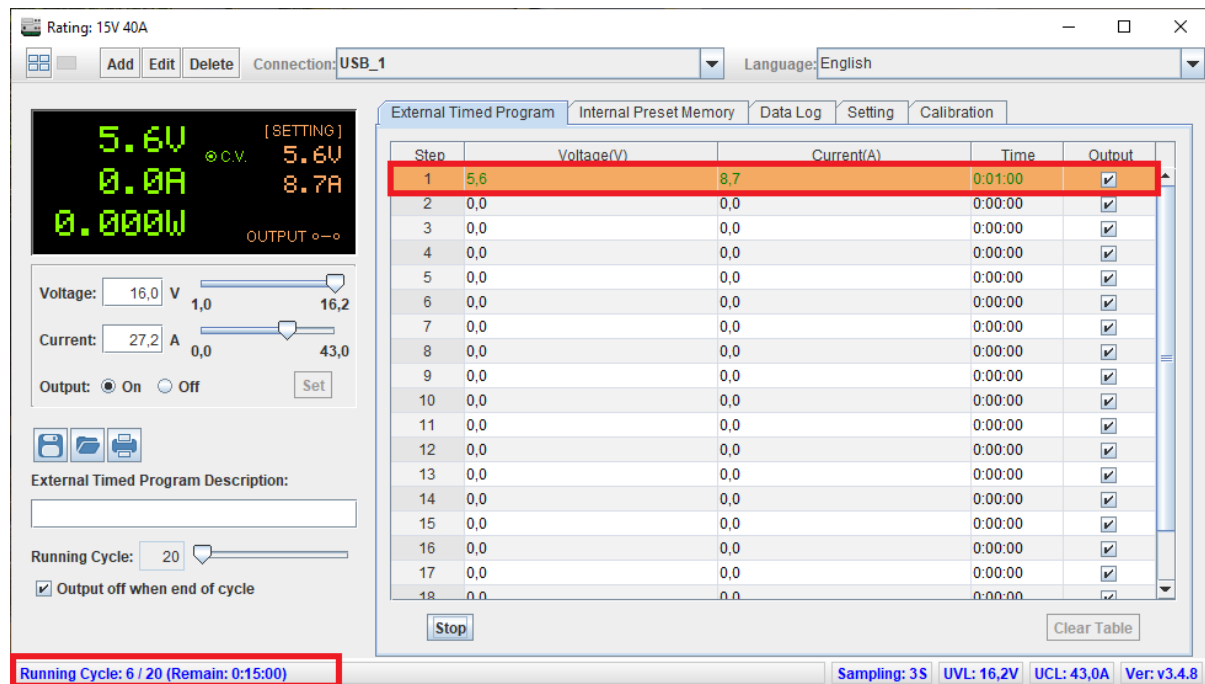 Rating: 15V 40A
Add Edit Delete Connection: USB_1 Language: English
5.6V
C.V.
[SETTING]
5.6V
0.0A
8.7A
0.000W
OUTPUT
Voltage: 16,0 V 1,0 16,2
Current: 27,2 A 0,0 43,0
Output: On Off Set
External Timed Program Description:
Running Cycle: 20
Output off when end of cycle
External Timed Program Internal Preset Memory Data Log Setting Calibration
Step Voltage(V) Current(A) Time Output
1 5,6 8,7 0:01:00
2 0,0 0,0 0:00:00
3 0,0 0,0 0:00:00
4 0,0 0,0 0:00:00
5 0,0 0,0 0:00:00
6 0,0 0,0 0:00:00
7 0,0 0,0 0:00:00
8 0,0 0,0 0:00:00
9 0,0 0,0 0:00:00
10 0,0 0,0 0:00:00
11 0,0 0,0 0:00:00
12 0,0 0,0 0:00:00
13 0,0 0,0 0:00:00
14 0,0 0,0 0:00:00
15 0,0 0,0 0:00:00
16 0,0 0,0 0:00:00
17 0,0 0,0 0:00:00
18 0,0 0,0 0:00:00
Stop Clear Table
Running Cycle: 6 / 20 (Remain: 0:15:00) Sampling: 3S UVL: 16,2V UCL: 43,0A Ver: v3.4.8